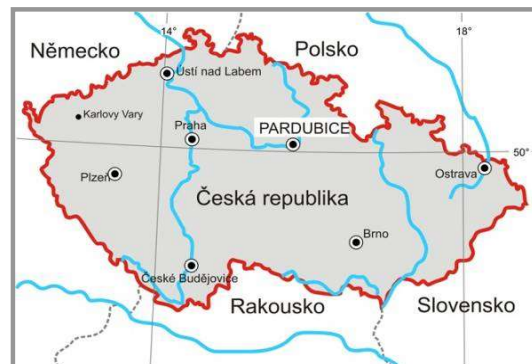 14°
18°
Německo
Polsko
Ústí nad Labem
Karlovy Vary
Praha
PARDUBICE
50°
Plzeň
Ostrava
Česká republika
Brno
České Budějovice
Rakousko
Slovensko